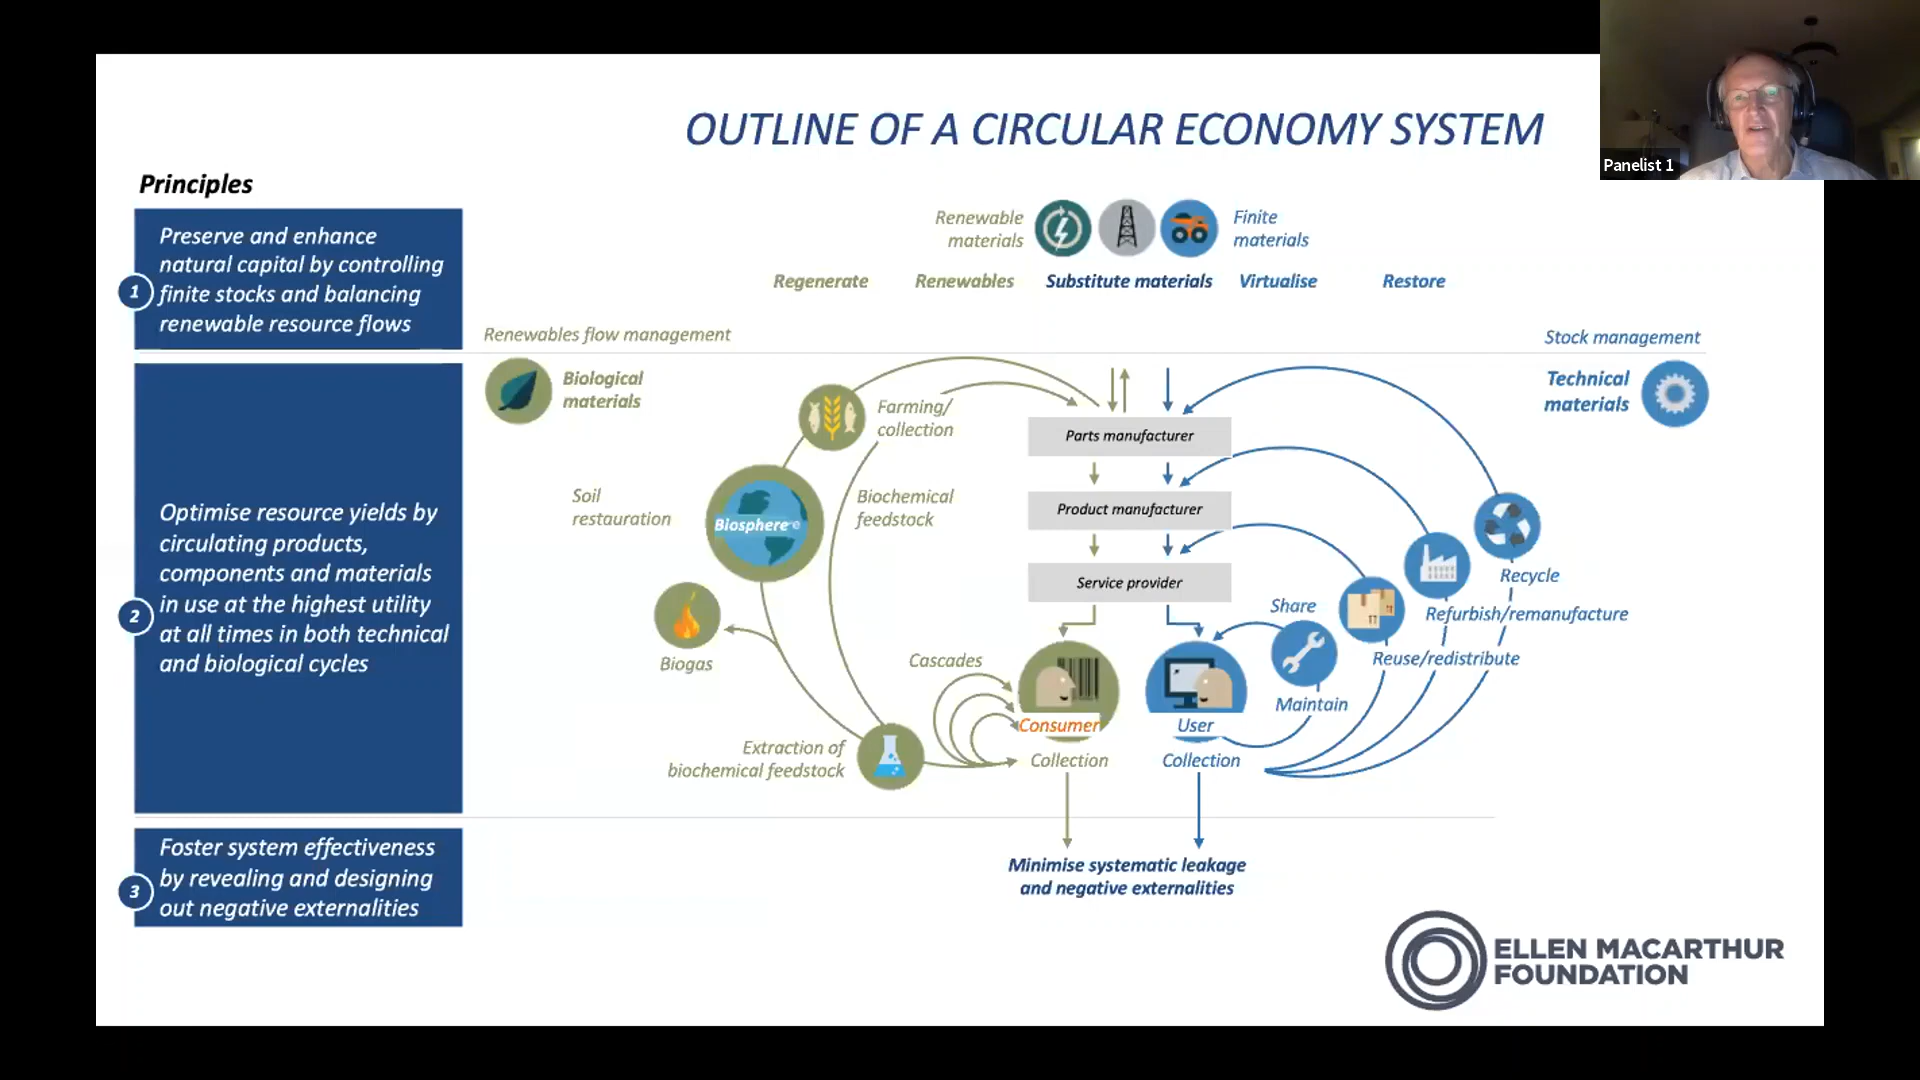 OUTLINE OF A CIRCULAR ECONOMY SYSTEM
Panelist 1
Principles
1
Preserve and enhance
natural capital by controlling
finite stocks and balancing
renewable resource flows
2
Optimise resource yields by
circulating products,
components and materials
in use at the highest utility
at all times in both technical
and biological cycles
3
Foster system effectiveness
by revealing and designing
out negative externalities
Renewable
materials
Finite
materials
Regenerate
Renewables
Substitute materials
Virtualise
Restore
Renewables flow management
Stock management
Biological
materials
Technical
materials
Farming/
collection
Parts manufacturer
Soil
restauration
Biosphere
Biochemical
feedstock
Product manufacturer
Service provider
Recycle
Share
Refurbish/remanufacture
Reuse/redistribute
Biogas
Cascades
Maintain
Consumer
User
Extraction of
biochemical feedstock
Collection
Collection
Minimise systematic leakage
and negative externalities
ELLEN MACARTHUR
FOUNDATION